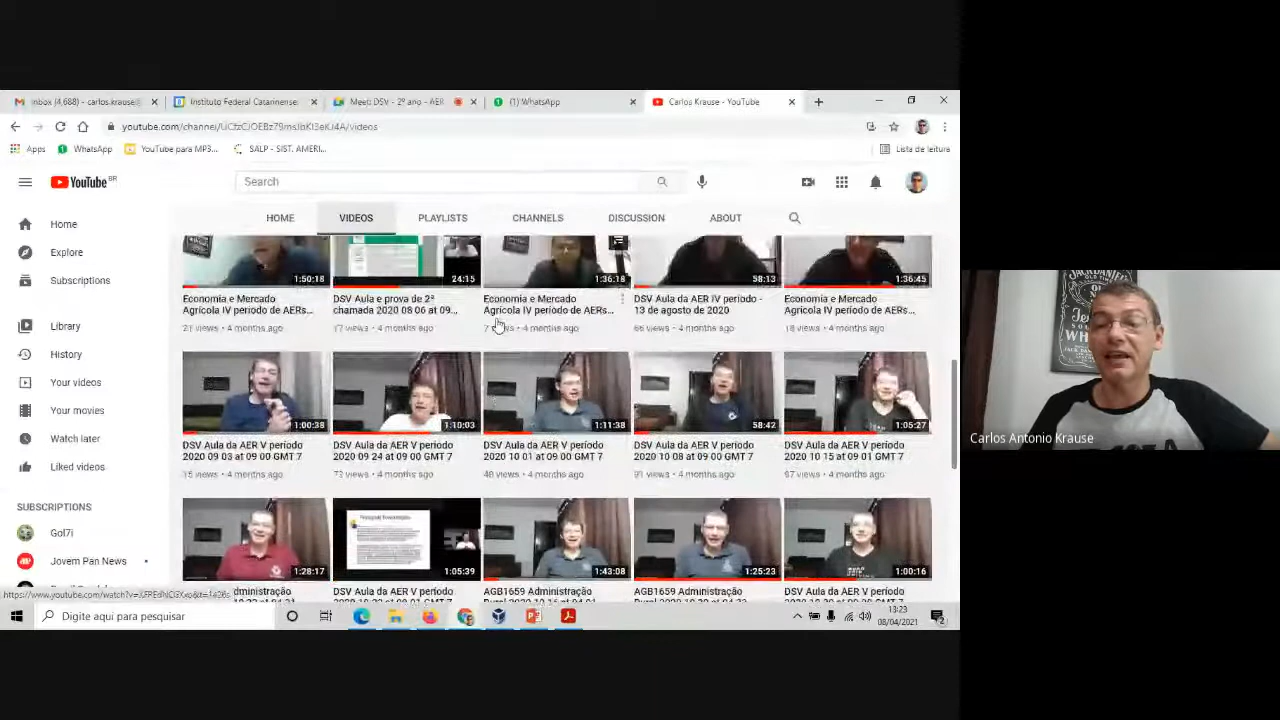 Inbox (4,688) - carlos.krause@
Instituto Federal Catarinense
Meet: DSV - 2º ano - AER
(1) WhatsApp
Carlos Krause - YouTube
Apps
WhatsApp
YouTube para MP3...
SALP - SIST. AMERI...
Lista de leitura
YouTube BR
Search
HOME
VIDEOS
PLAYLISTS
CHANNELS
DISCUSSION
ABOUT
Home
Explore
Subscriptions
Library
History
Your videos
Your movies
Watch later
Liked videos
SUBSCRIPTIONS
Gol7i
Jovem Pan News
1:50:18
24:15
1:36:18
58:13
1:36:45
Economia e Mercado
Agrícola IV período de AERs...
21 views • 4 months ago
DSV Aula e prova de 2ª
chamada 2020 08 06 at 09...
17 views • 4 months ago
Economia e Mercado
Agrícola IV período de AERs...
4 months ago
DSV Aula da AER IV período -
13 de agosto de 2020
66 views • 4 months ago
Economia e Mercado
Agrícola IV período de AERs...
18 views • 4 months ago
1:00:38
1:10:03
1:11:38
58:42
1:05:27
DSV Aula da AER V período
2020 09 03 at 09 00 GMT 7
15 views • 4 months ago
DSV Aula da AER V período
2020 09 24 at 09 00 GMT 7
72 views • 4 months ago
DSV Aula da AER V período
2020 10 01 at 09 00 GMT 7
48 views • 4 months ago
DSV Aula da AER V período
2020 10 08 at 09 00 GMT 7
91 views • 4 months ago
DSV Aula da AER V período
2020 10 15 at 09 01 GMT 7
97 views • 4 months ago
1:28:17
1:05:39
1:43:08
1:25:23
1:00:16
dministração
DSV Aula da AER V período
AGB1659 Administração
AGB1659 Administração
DSV Aula da AER V período
Digite aqui para pesquisar
13:23
08/04/2021
JACK DANIEL
Carlos Antonio Krause